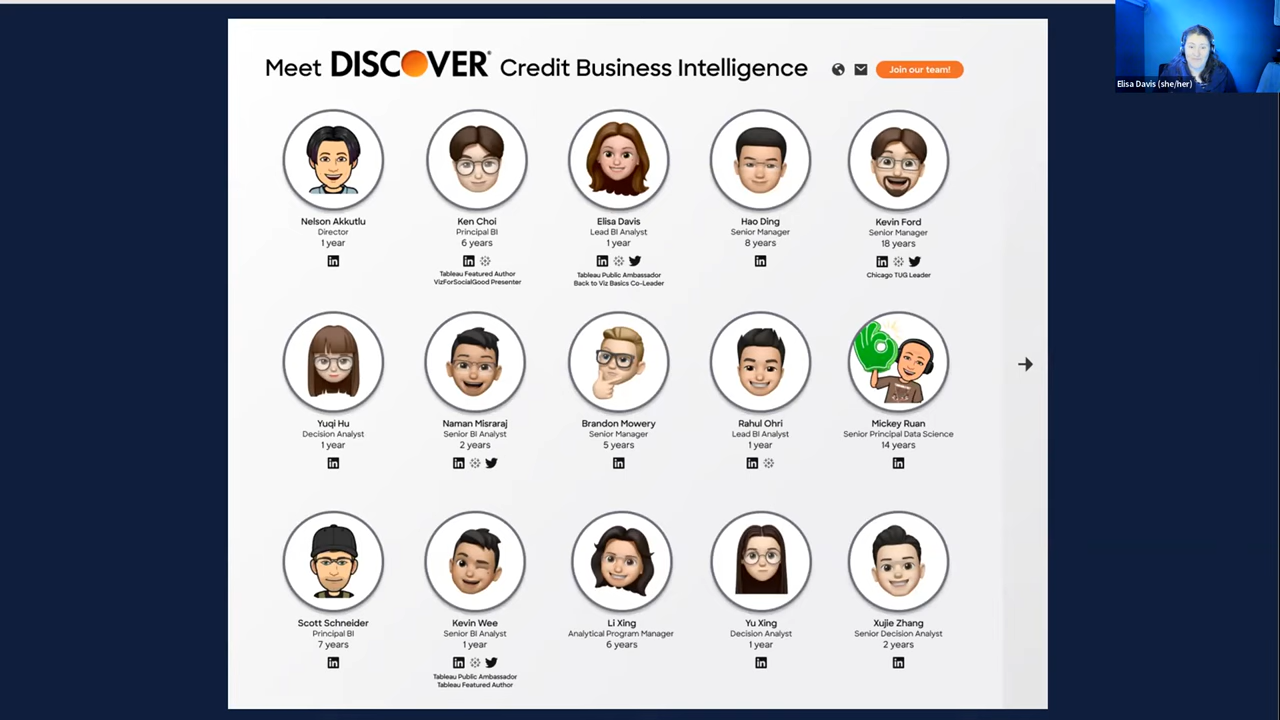 Meet DISCOVER® Credit Business Intelligence
Join our team!
Elisa Davis (she/her)
Nelson Akkutlu
Director
1 year
Ken Choi
Principal BI
6 years
Tableau Featured Author
VizForSocialGood Presenter
Elisa Davis
Lead BI Analyst
1 year
Tableau Public Ambassador
Back to Viz Basics Co-Leader
Hao Ding
Senior Manager
8 years
Kevin Ford
Senior Manager
18 years
Chicago TUG Leader
Yuqi Hu
Decision Analyst
1 year
Naman Misraraj
Senior BI Analyst
2 years
Brandon Mowery
Senior Manager
5 years
Rahul Ohri
Lead BI Analyst
1 year
Mickey Ruan
Senior Principal Data Science
14 years
Scott Schneider
Principal BI
7 years
Kevin Wee
Senior BI Analyst
1 year
Tableau Public Ambassador
Tableau Featured Author
Li Xing
Analytical Program Manager
6 years
Yu Xing
Decision Analyst
1 year
Xujie Zhang
Senior Decision Analyst
2 years